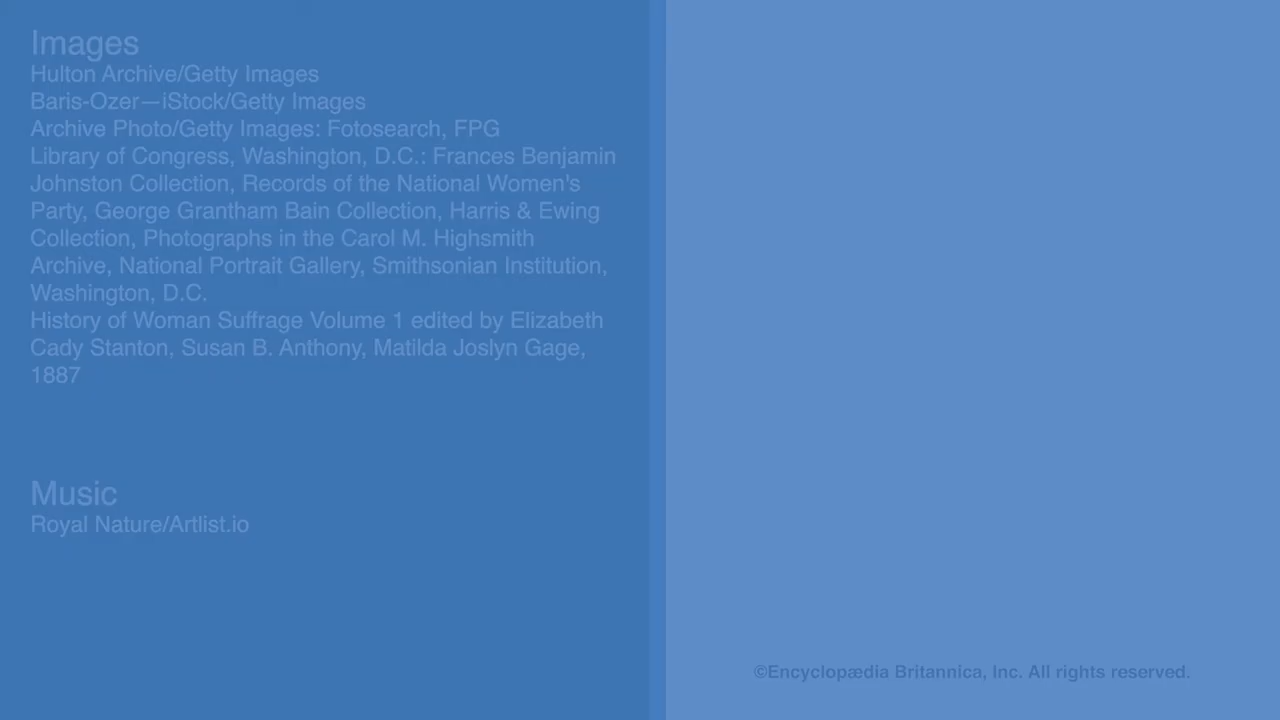 Images
Hulton Archive/Getty Images
Baris-Ozer—iStock/Getty Images
Archive Photo/Getty Images: Fotosearch, FPG
Library of Congress, Washington, D.C.: Frances Benjamin
Johnston Collection, Records of the National Women's
Party, George Grantham Bain Collection, Harris & Ewing
Collection, Photographs in the Carol M. Highsmith
Archive, National Portrait Gallery, Smithsonian Institution,
Washington, D.C.
History of Woman Suffrage Volume 1 edited by Elizabeth
Cady Stanton, Susan B. Anthony, Matilda Joslyn Gage,
1887
Music
Royal Nature/Artlist.io
©Encyclopædia Britannica, Inc. All rights reserved.